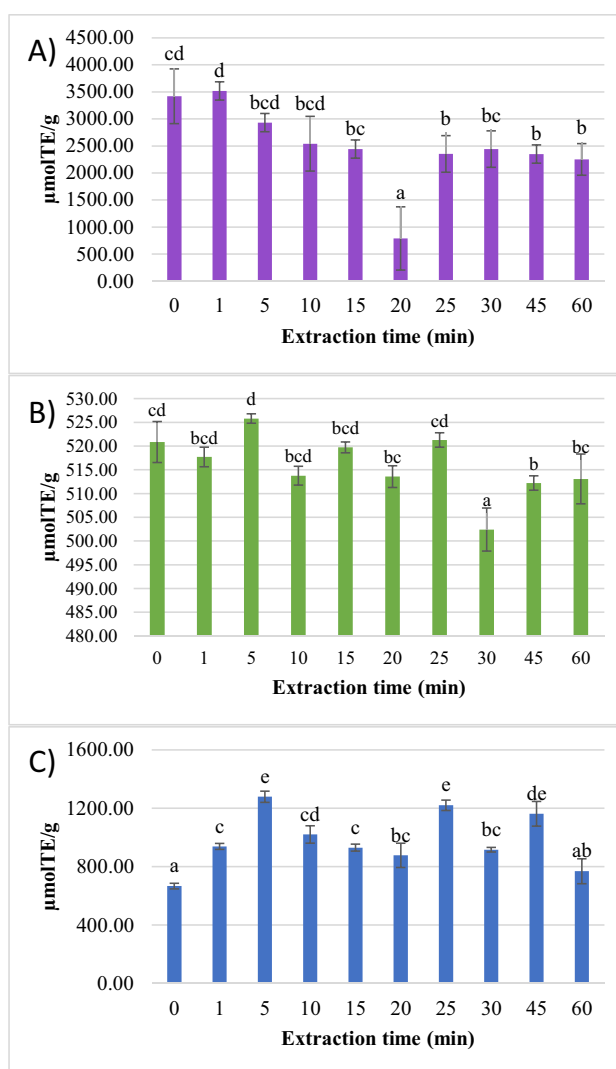 A)
4500.00
4000.00
3500.00
3000.00
2500.00
2000.00
1500.00
1000.00
500.00
0.00
µmolTE/g
cd d bcd bcd bc a b bc b b
0 1 5 10 15 20 25 30 45 60
Extraction time (min)
B)
530.00
525.00
520.00
515.00
510.00
505.00
500.00
495.00
490.00
485.00
480.00
µmolTE/g
cd bcd d bcd bcd bc cd a b bc
0 1 5 10 15 20 25 30 45 60
Extraction time (min)
C)
1600.00
1200.00
800.00
400.00
0.00
µmolTE/g
a c e cd c bc e bc de ab
0 1 5 10 15 20 25 30 45 60
Extraction time (min)